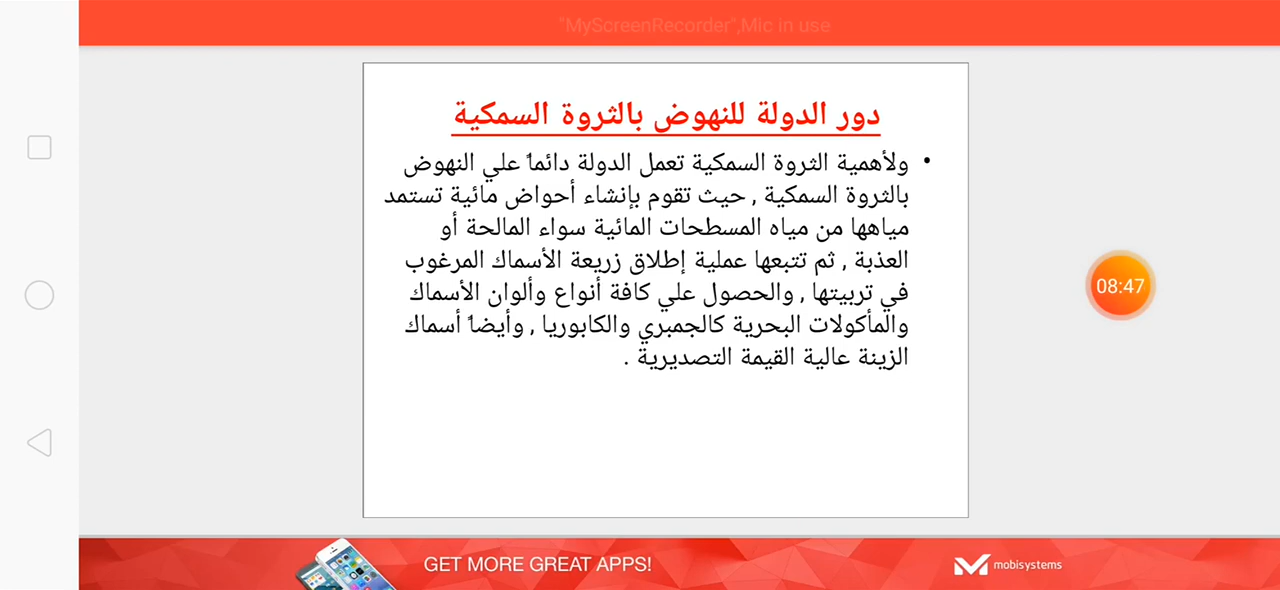 "MyScreenRecorder",Mic in use
دور الدولة للنهوض بالثروة السمكية
• ولأهمية الثروة السمكية تعمل الدولة دائماً علي النهوض
بالثروة السمكية , حيث تقوم بإنشاء أحواض مائية تستمد
مياهها من مياه المسطحات المائية سواء المالحة أو
العذبة , ثم تتبعها عملية إطلاق زريعة الأسماك المرغوب
في تربيتها , والحصول علي كافة أنواع وألوان الأسماك
والمأكولات البحرية كالجمبري والكابوريا , وأيضاً أسماك
الزينة عالية القيمة التصديرية .
08:47
GET MORE GREAT APPS!
mobisystems